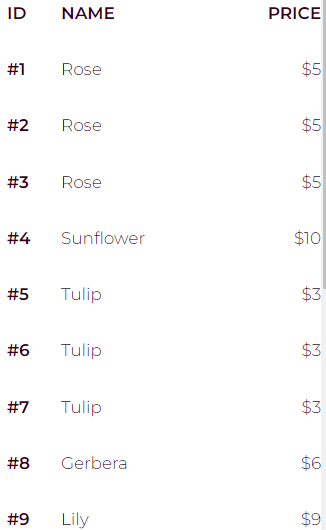 ID NAME PRICE
#1 Rose $5
#2 Rose $5
#3 Rose $5
#4 Sunflower $10
#5 Tulip $3
#6 Tulip $3
#7 Tulip $3
#8 Gerbera $6
#9 Lily $9